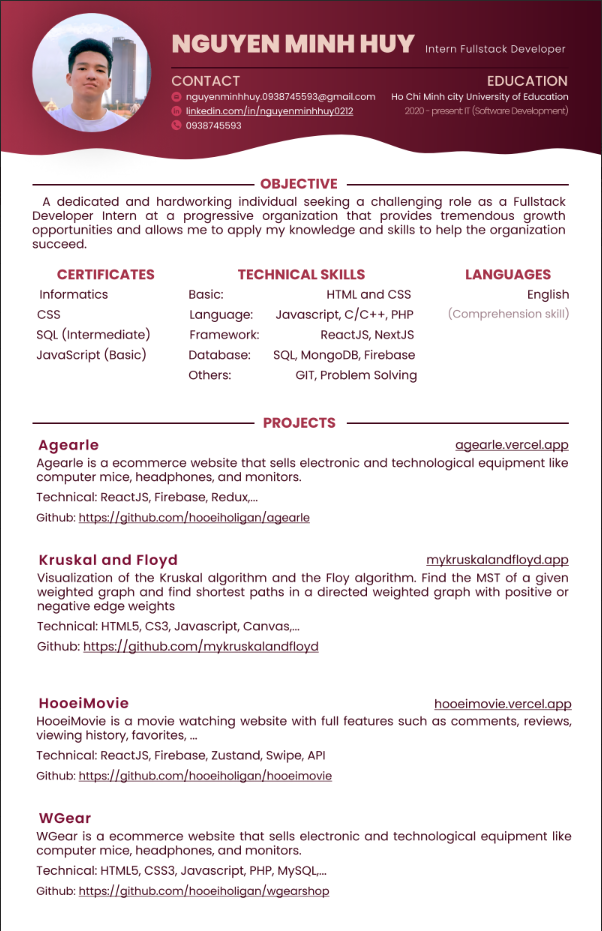 NGUYEN MINH HUY Intern Fullstack Developer
CONTACT
nguyenminhhuy.0938745593@gmail.com
linkedin.com/in/nguyenminhhuy0212
0938745593
EDUCATION
Ho Chi Minh city University of Education
2020 - present: IT (Software Development)
OBJECTIVE
A dedicated and hardworking individual seeking a challenging role as a Fullstack
Developer Intern at a progressive organization that provides tremendous growth
opportunities and allows me to apply my knowledge and skills to help the organization
succeed.
CERTIFICATES
Informatics
CSS
SQL (Intermediate)
JavaScript (Basic)
TECHNICAL SKILLS
Basic: HTML and CSS
Language: Javascript, C/C++, PHP
Framework: ReactJS, NextJS
Database: SQL, MongoDB, Firebase
Others: GIT, Problem Solving
LANGUAGES
English
(Comprehension skill)
PROJECTS
Agearle agearle.vercel.app
Agearle is a ecommerce website that sells electronic and technological equipment like
computer mice, headphones, and monitors.
Technical: ReactJS, Firebase, Redux,...
Github: https://github.com/hooeiholigan/agearle
Kruskal and Floyd mykruskalandfloyd.app
Visualization of the Kruskal algorithm and the Floy algorithm. Find the MST of a given
weighted graph and find shortest paths in a directed weighted graph with positive or
negative edge weights
Technical: HTML5, CS3, Javascript, Canvas,...
Github: https://github.com/mykruskalandfloyd
HooeiMovie hooeimovie.vercel.app
HooeiMovie is a movie watching website with full features such as comments, reviews,
viewing history, favorites, ...
Technical: ReactJS, Firebase, Zustand, Swipe, API
Github: https://github.com/hooeiholigan/hooeimovie
WGear
WGear is a ecommerce website that sells electronic and technological equipment like
computer mice, headphones, and monitors.
Technical: HTML5, CSS3, Javascript, PHP, MySQL,...
Github: https://github.com/hooeiholigan/wgearshop